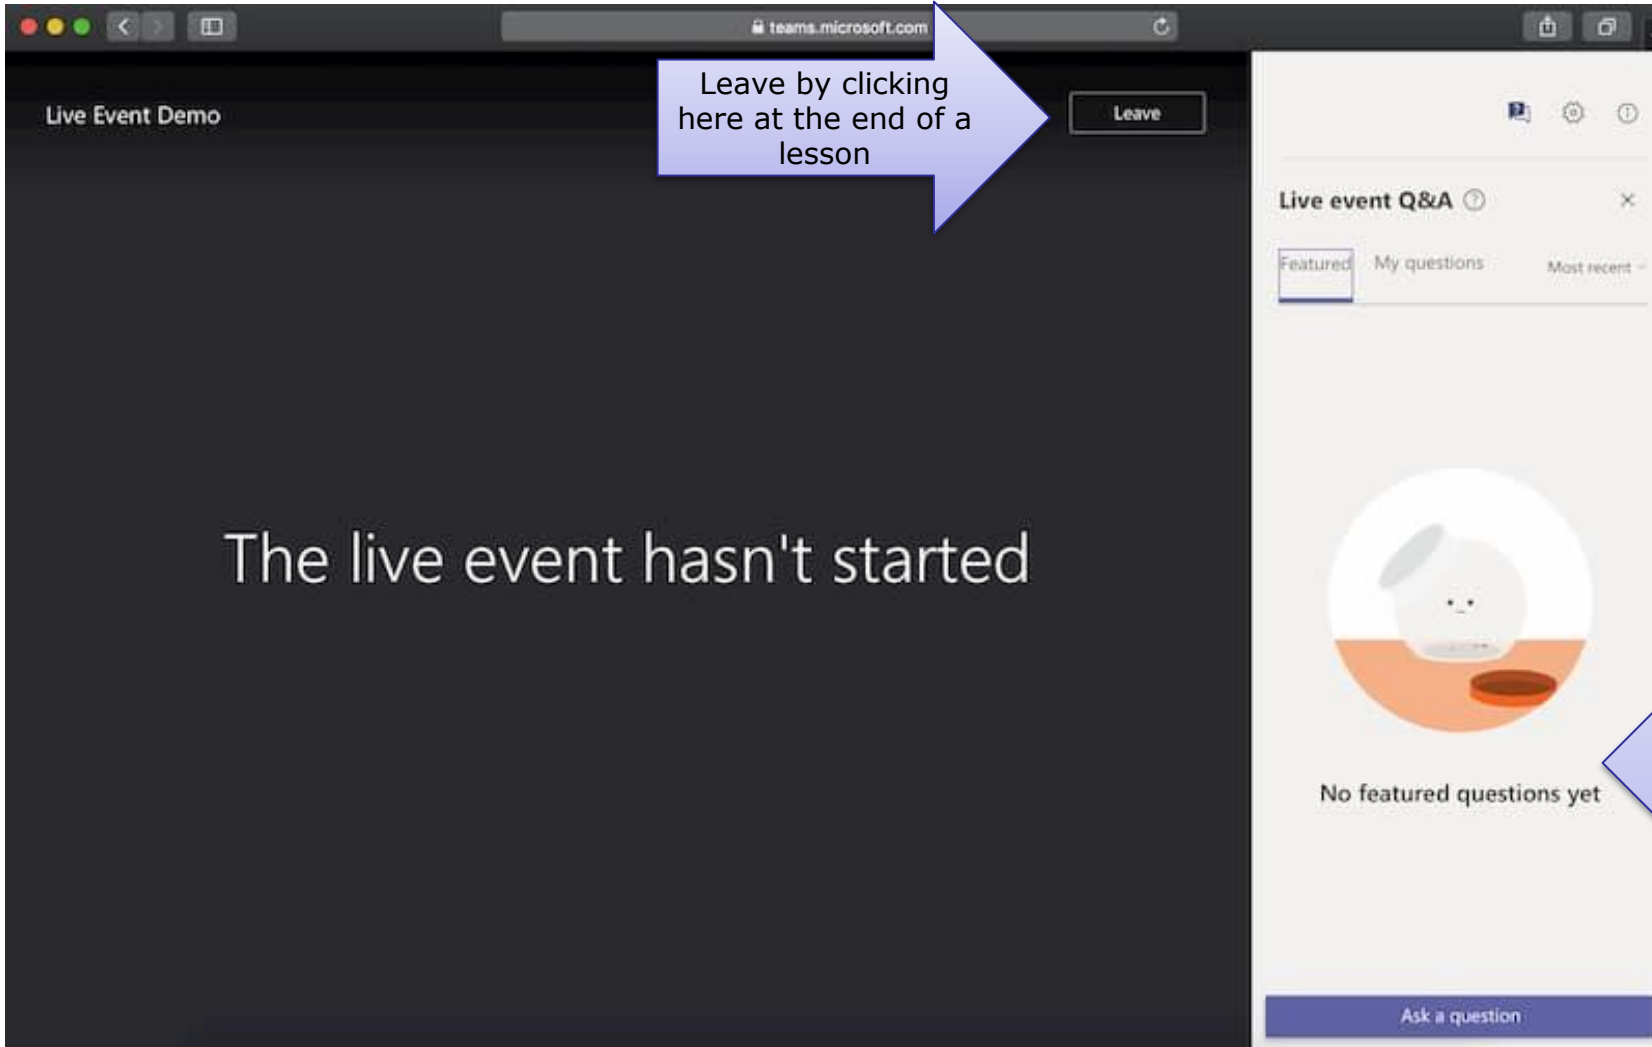 teams.microsoft.com
Leave by clicking
here at the end of a
lesson
Live Event Demo
Leave
Live event Q&A
Featured My questions Most recent
The live event hasn't started
No featured questions yet
Ask a question